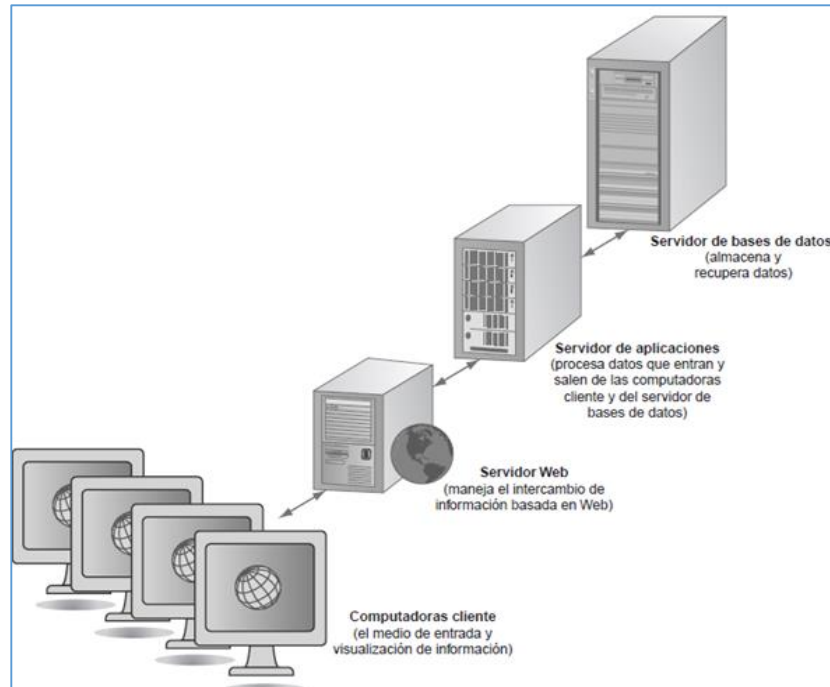 Servidor de bases de datos
(almacena y
recupera datos)
Servidor de aplicaciones
(procesa datos que entran y
salen de las computadoras
cliente y del servidor de
bases de datos)
Servidor Web
(maneja el intercambio de
información basada en Web)
Computadoras cliente
(el medio de entrada y
visualización de información)